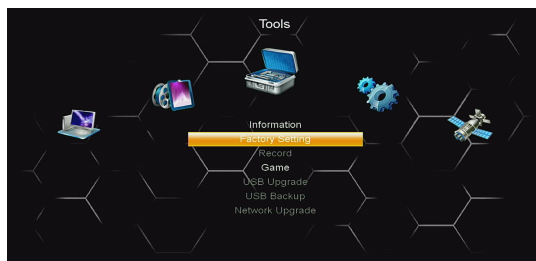 Tools
Information
Factory Setting
Record
Game
USB Upgrade
USB Backup
Network Upgrade